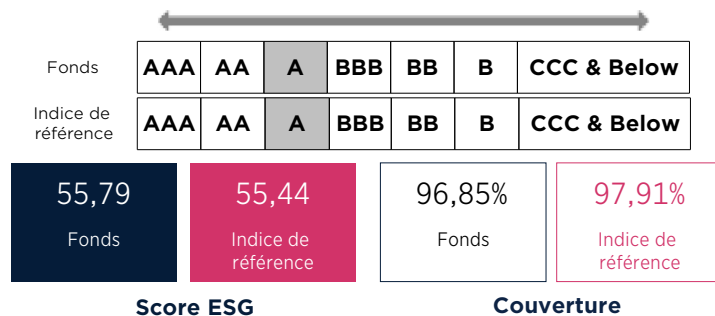 Fonds AAA AA A BBB BB B CCC & Below
Indice de
référence
AAA AA A BBB BB B CCC & Below
55,79
Fonds
55,44
Indice de
référence
96,85%
Fonds
97,91%
Indice de
référence
Score ESG
Couverture